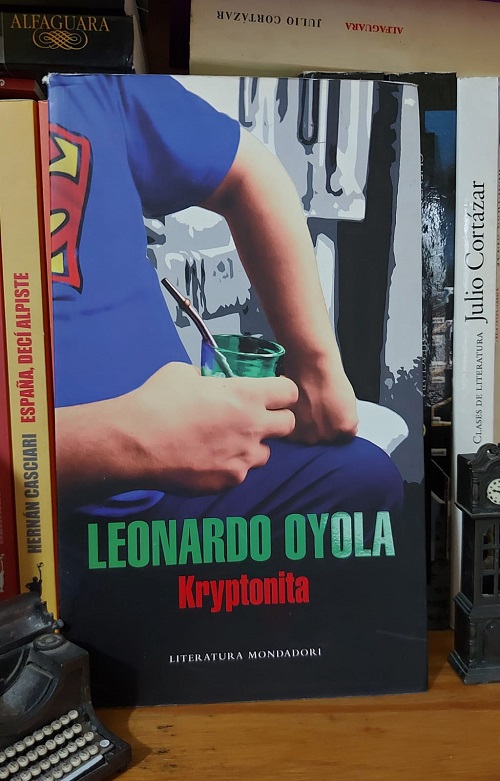 ALFAGUARA
JULIO CORTÁZAR ALFAGUARA
HERNÁN CASCIARI ESPAÑA, DECÍ ALPISTE
LEONARDO OYOLA
Kryptonita
LITERATURA MONDADORI
CLASES DE LITERATURA Julio Cortázar